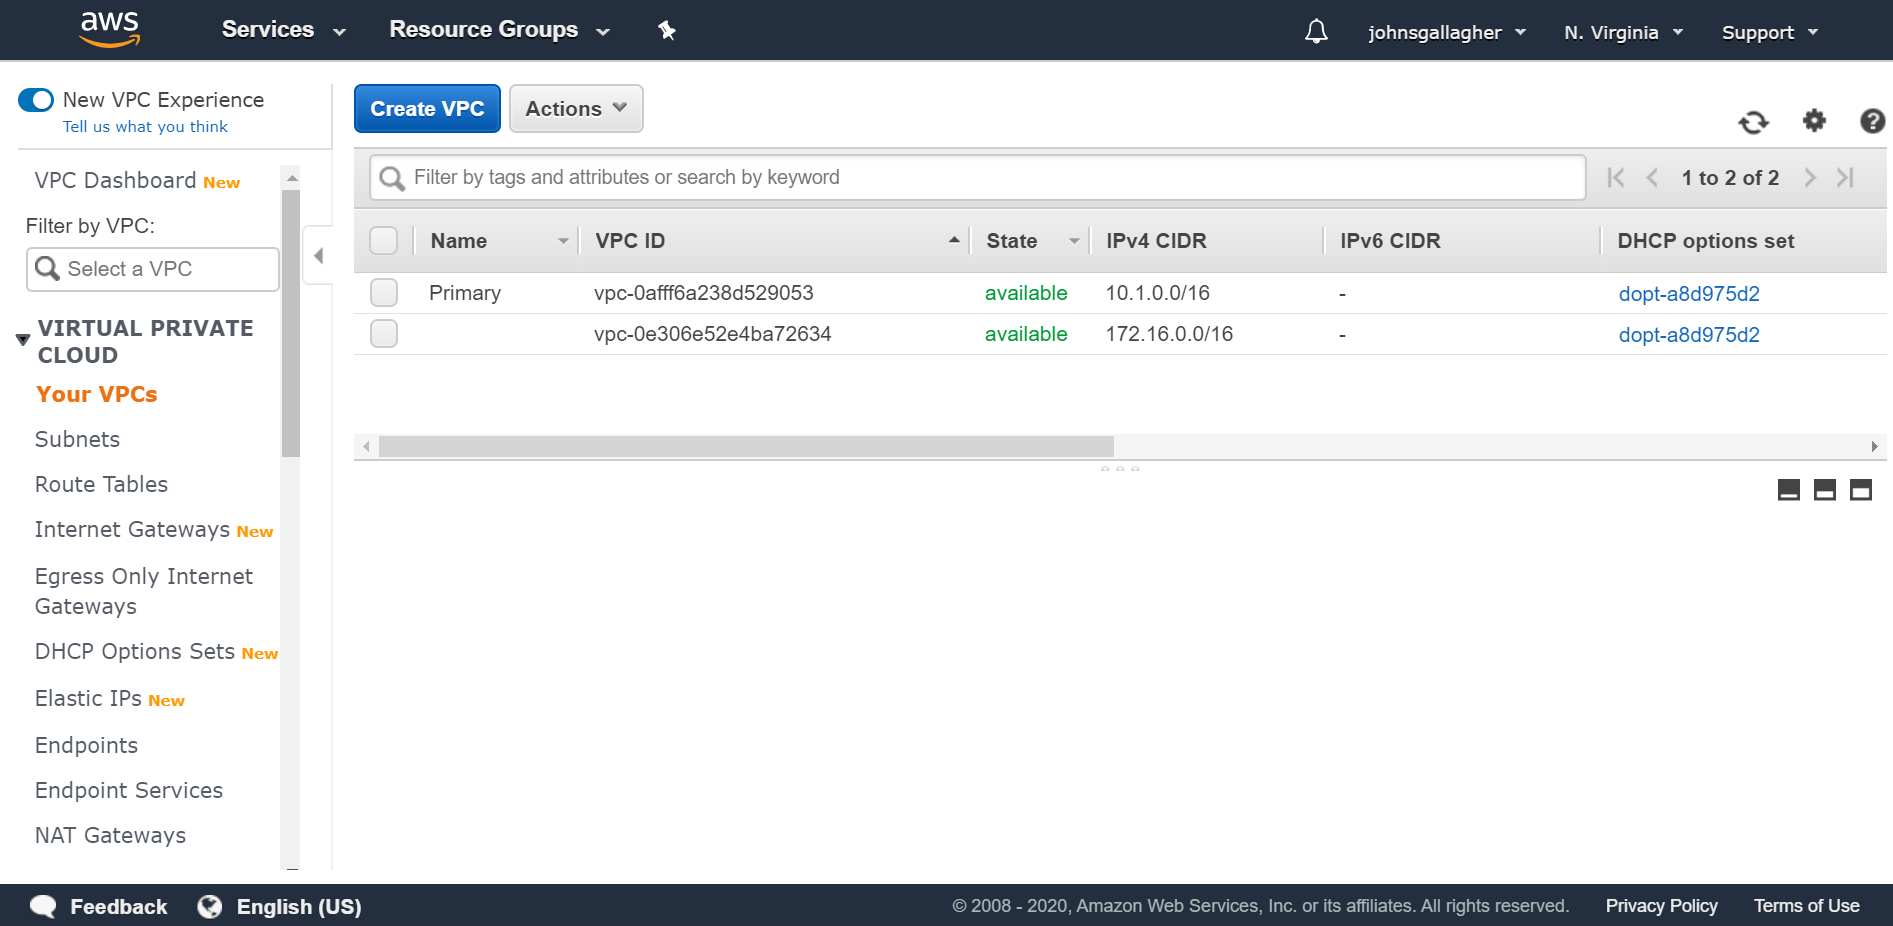 aws Services Resource Groups johnsgallagher N. Virginia Support
New VPC Experience
Tell us what you think
VPC Dashboard New
Filter by VPC:
Select a VPC
VIRTUAL PRIVATE
CLOUD
Your VPCs
Subnets
Route Tables
Internet Gateways New
Egress Only Internet
Gateways
DHCP Options Sets New
Elastic IPs New
Endpoints
Endpoint Services
NAT Gateways
Create VPC Actions
Filter by tags and attributes or search by keyword 1 to 2 of 2
Name VPC ID State IPv4 CIDR IPv6 CIDR DHCP options set
Primary vpc-0afff6a238d529053 available 10.1.0.0/16 - dopt-a8d975d2
vpc-0e306e52e4ba72634 available 172.16.0.0/16 - dopt-a8d975d2
Feedback English (US) © 2008 - 2020, Amazon Web Services, Inc. or its affiliates. All rights reserved. Privacy Policy Terms of Use